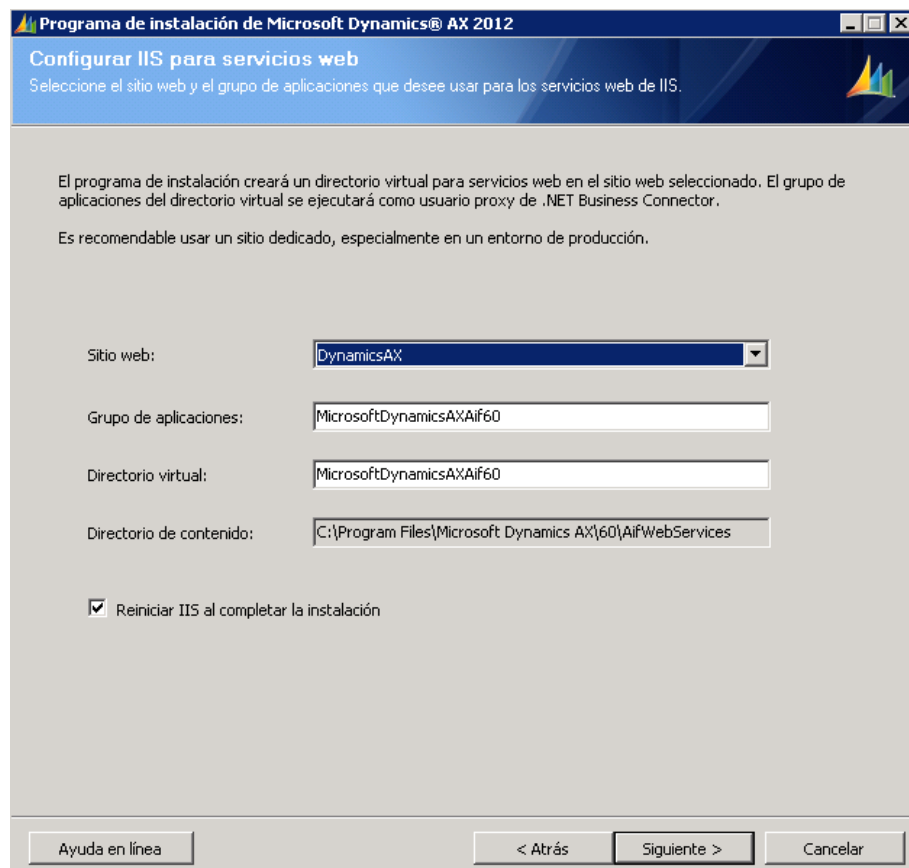 Programa de instalación de Microsoft Dynamics® AX 2012
Configurar IIS para servicios web
Seleccione el sitio web y el grupo de aplicaciones que desee usar para los servicios web de IIS.
El programa de instalación creará un directorio virtual para servicios web en el sitio web seleccionado. El grupo de
aplicaciones del directorio virtual se ejecutará como usuario proxy de .NET Business Connector.
Es recomendable usar un sitio dedicado, especialmente en un entorno de producción.
Sitio web: DynamicsAX
Grupo de aplicaciones: MicrosoftDynamicsAXAif60
Directorio virtual: MicrosoftDynamicsAXAif60
Directorio de contenido: C:\Program Files\Microsoft Dynamics AX\60\AifWebServices
Reiniciar IIS al completar la instalación
Ayuda en línea < Atrás Siguiente > Cancelar